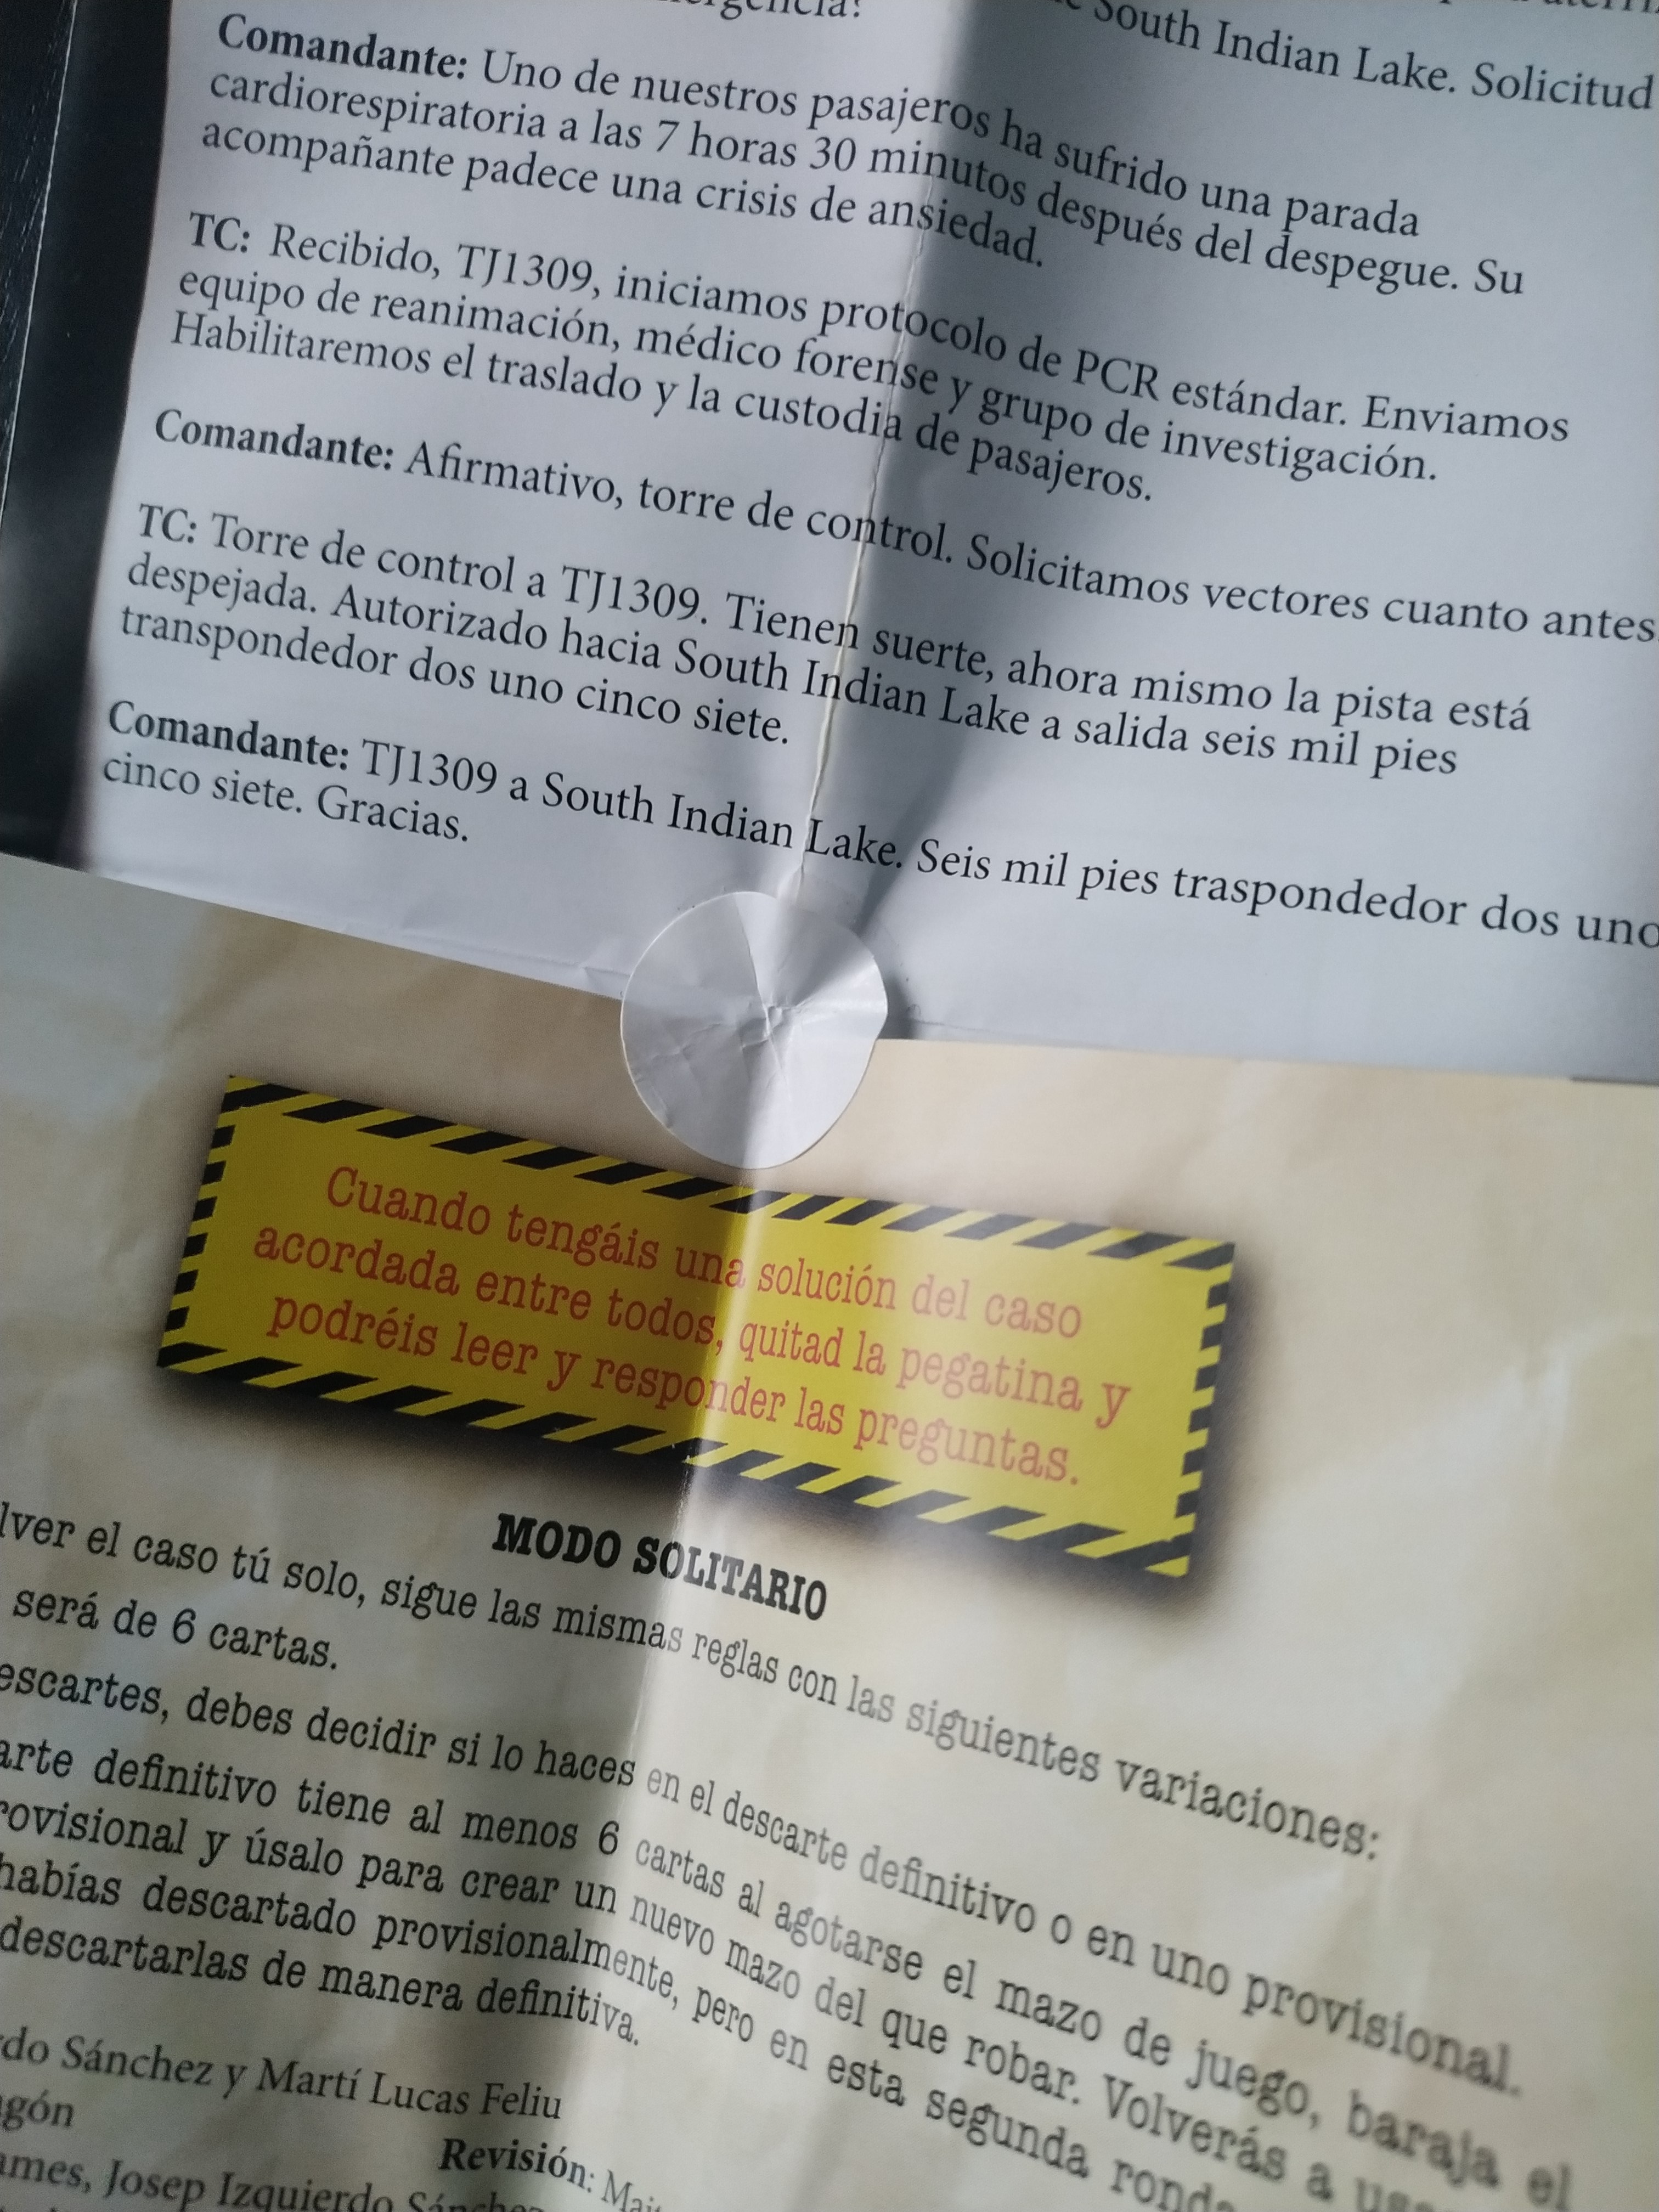 South Indian Lake. Solicitud
Comandante: Uno de nuestros pasajeros ha sufrido una parada
cardiorespiratoria a las 7 horas 30 minutos después del despegue. Su
acompañante padece una crisis de ansiedad.
TC: Recibido, TJ1309, iniciamos protocolo de PCR estándar. Enviamos
equipo de reanimación, médico forense y grupo de investigación.
Habilitaremos el traslado y la custodia de pasajeros.
Comandante: Afirmativo, torre de control. Solicitamos vectores cuanto antes
TC: Torre de control a TJ1309. Tienen suerte, ahora mismo la pista está
despejada. Autorizado hacia South Indian Lake a salida seis mil pies
transpondedor dos uno cinco siete.
Comandante: TJ1309 a South Indian Lake. Seis mil pies traspondedor dos uno
cinco siete. Gracias.
Cuando tengáis una solución del caso
acordada entre todos, quitad la pegatina y
podréis leer y responder las preguntas.
MODO SOLITARIO
lver el caso tú solo, sigue las mismas reglas con las siguientes variaciones:
será de 6 cartas.
escartes, debes decidir si lo haces en el descarte definitivo o en uno provisional.
arte definitivo tiene al menos 6 cartas al agotarse el mazo de juego, baraja el
rovisional y úsalo para crear un nuevo mazo del que robar. Volverás a
habías descartado provisionalmente, pero en esta segunda ronda
descartarlas de manera definitiva.
do Sánchez y Martí Lucas Feliu
gón
Revisión:
ames, Josep Izquierdo Sánchez